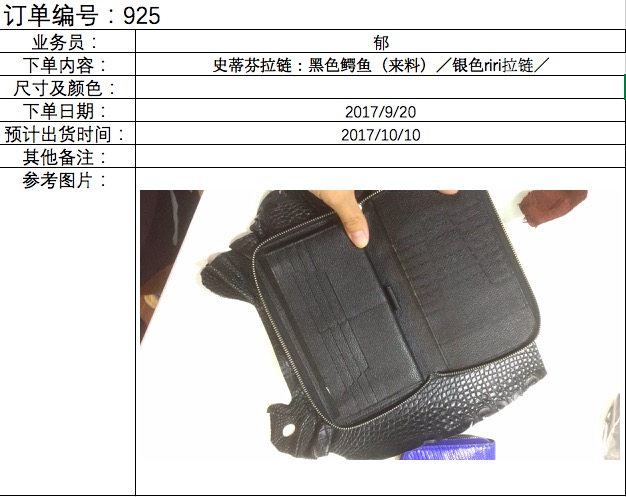 订单编号：925
业务员： 郁
下单内容： 史蒂芬拉链：黑色鳄鱼（来料）／银色riri拉链／
尺寸及颜色：
下单日期： 2017/9/20
预计出货时间： 2017/10/10
其他备注：
参考图片：